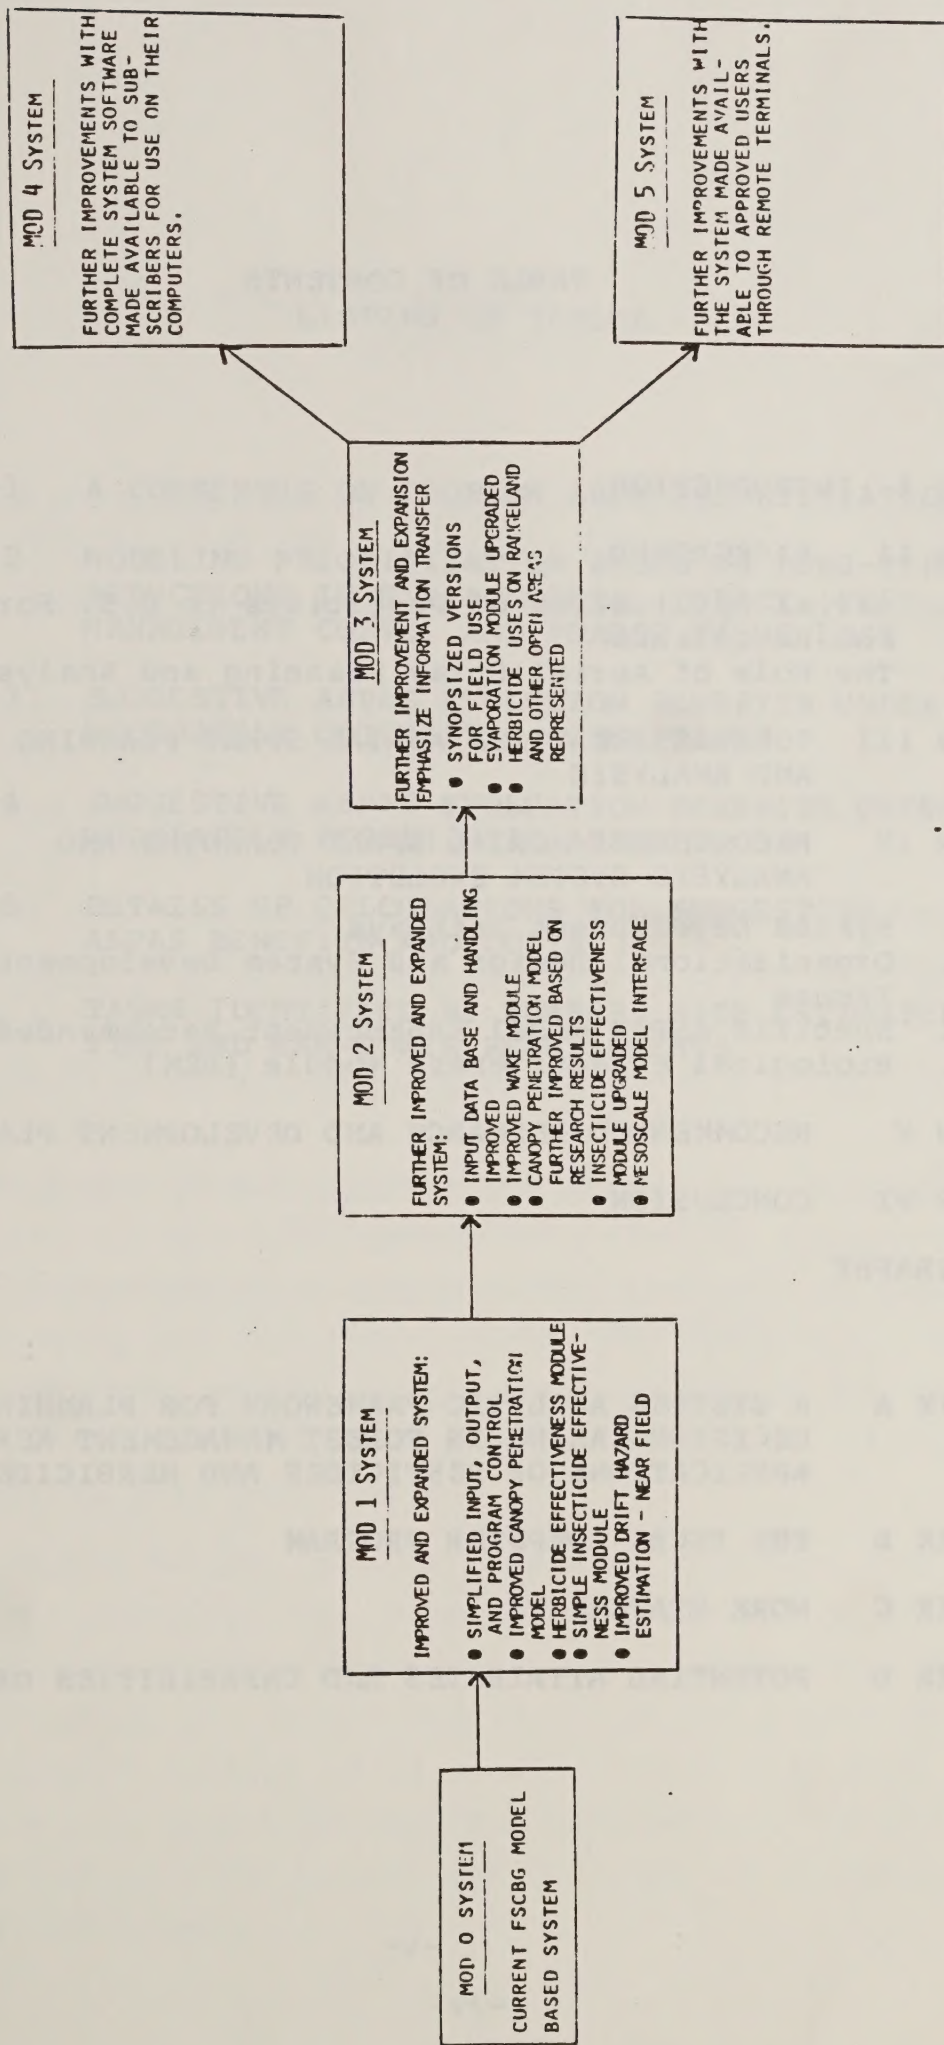 MOD 0 SYSTEM
CURRENT FSCBG MODEL
BASED SYSTEM
MOD 1 SYSTEM
IMPROVED AND EXPANDED SYSTEM:
● SIMPLIFIED INPUT, OUTPUT,
AND PROGRAM CONTROL
● IMPROVED CANOPY PENETRATION
MODEL
● HERBICIDE EFFECTIVENESS MODULE
● SIMPLE INSECTICIDE EFFECTIVE-
NESS MODULE
● IMPROVED DRIFT HAZARD
ESTIMATION - NEAR FIELD
MOD 2 SYSTEM
FURTHER IMPROVED AND EXPANDED
SYSTEM:
● INPUT DATA BASE AND HANDLING
IMPROVED
● IMPROVED WAKE MODULE
● CANOPY PENETRATION MODEL
FURTHER IMPROVED BASED ON
RESEARCH RESULTS
● INSECTICIDE EFFECTIVENESS
MODULE UPGRADED
● MESOSCALE MODEL INTERFACE
MOD 3 SYSTEM
FURTHER IMPROVEMENT AND EXPANSION
EMPHASIZE INFORMATION TRANSFER
● SYNOPSIZED VERSIONS
FOR FIELD USE
● EVAPORATION MODULE UPGRADED
● HERBICIDE USES ON RANGELAND
AND OTHER OPEN AREAS
REPRESENTED
MOD 4 SYSTEM
FURTHER IMPROVEMENTS WITH
COMPLETE SYSTEM SOFTWARE
MADE AVAILABLE TO SUB-
SCRIBERS FOR USE ON THEIR
COMPUTERS.
MOD 5 SYSTEM
FURTHER IMPROVEMENTS WITH
THE SYSTEM MADE AVAIL-
ABLE TO APPROVED USERS
THROUGH REMOTE TERMINALS.